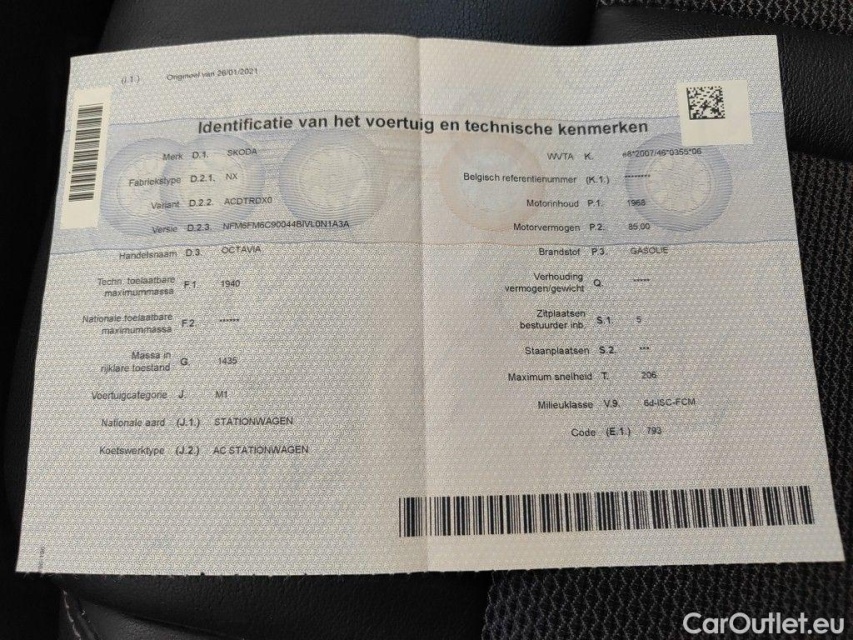 (J.1.) Origineel van 26/01/2021
Identificatie van het voertuig en technische kenmerken
Merk D.1. SKODA
Fabriekstype D.2.1. NX
Variant D.2.2. ACDTRDX0
Versie D.2.3. NFM6FM6C90044BIVL0N1A3A
Handelsnaam D.3. OCTAVIA
Techn. toelaatbare
maximummassa F.1 1940
Nationale toelaatbare
maximummassa F.2. ******
Massa in
rijklare toestand G. 1435
Voertuigcategorie J. M1
Nationale aard (J.1.) STATIONWAGEN
Koetswerktype (J.2.) AC STATIONWAGEN
WVTA K. e8*2007/46*0355*06
Belgisch referentienummer (K.1.) ********
Motorinhoud P.1. 1968
Motorvermogen P.2. 85,00
Brandstof P.3. GASOLIE
Verhouding
vermogen/gewicht Q. *****
Zitplaatsen
bestuurder inb. S.1. 5
Staanplaatsen S.2. ***
Maximum snelheid T. 206
Milieuklasse V.9. 6d-ISC-FCM
Code (E.1.) 793
CarOutlet.eu